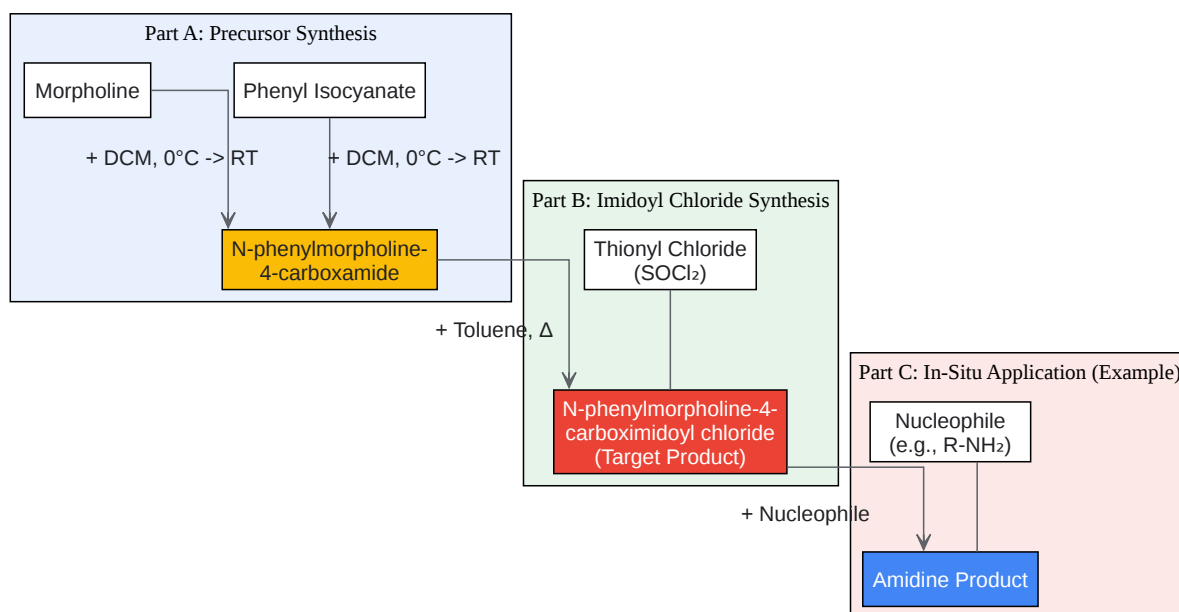 Part A: Precursor Synthesis
Morpholine
Phenyl Isocyanate
+ DCM, 0°C -> RT
+ DCM, 0°C -> RT
N-phenylmorpholine-
4-carboxamide
Part B: Imidoyl Chloride Synthesis
Thionyl Chloride
(SOCl₂)
+ Toluene, Δ
N-phenylmorpholine-4-
carboximidoyl chloride
(Target Product)
Part C: In-Situ Application (Example)
Nucleophile
(e.g., R-NH₂)
+ Nucleophile
Amidine Product